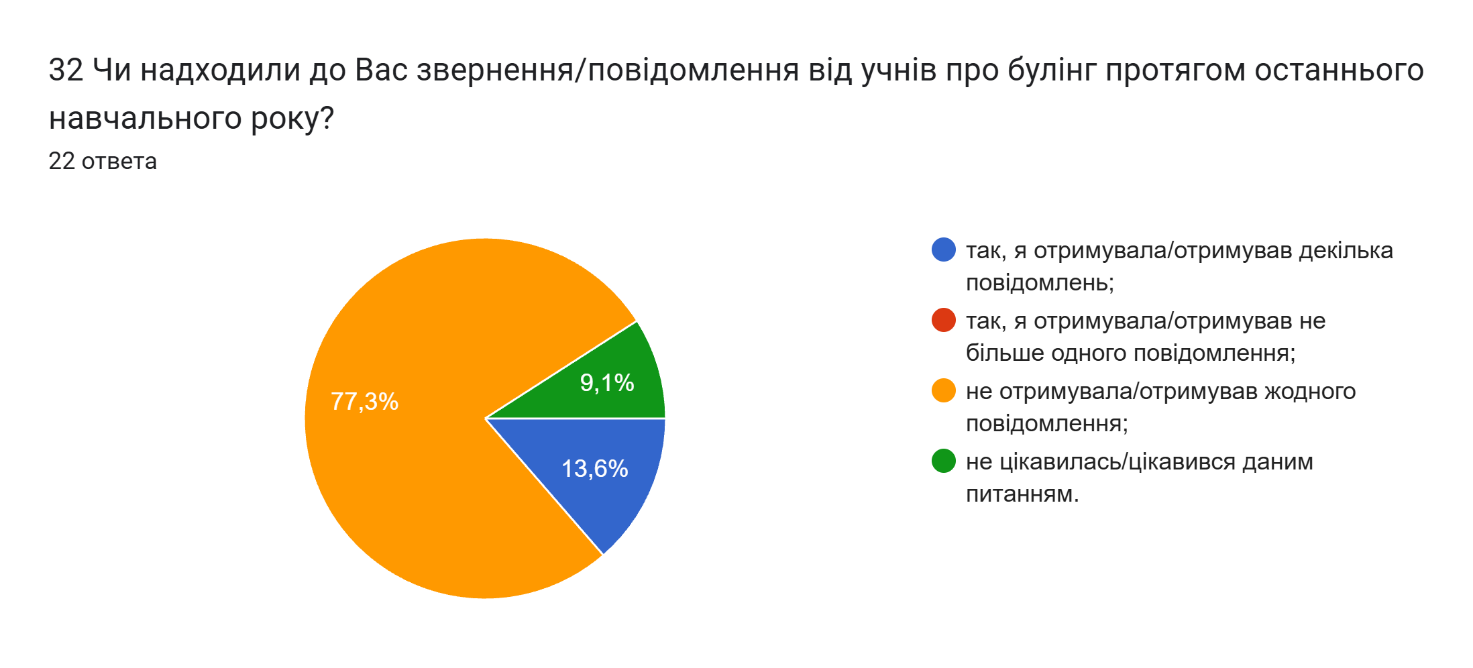 32 Чи надходили до Вас звернення/повідомлення від учнів про булінг протягом останнього
навчального року?
22 ответа
77,3%
9,1%
13,6%
так, я отримувала/отримував декілька
повідомлень;
так, я отримувала/отримував не
більше одного повідомлення;
не отримувала/отримував жодного
повідомлення;
не цікавилась/цікавився даним
питанням.